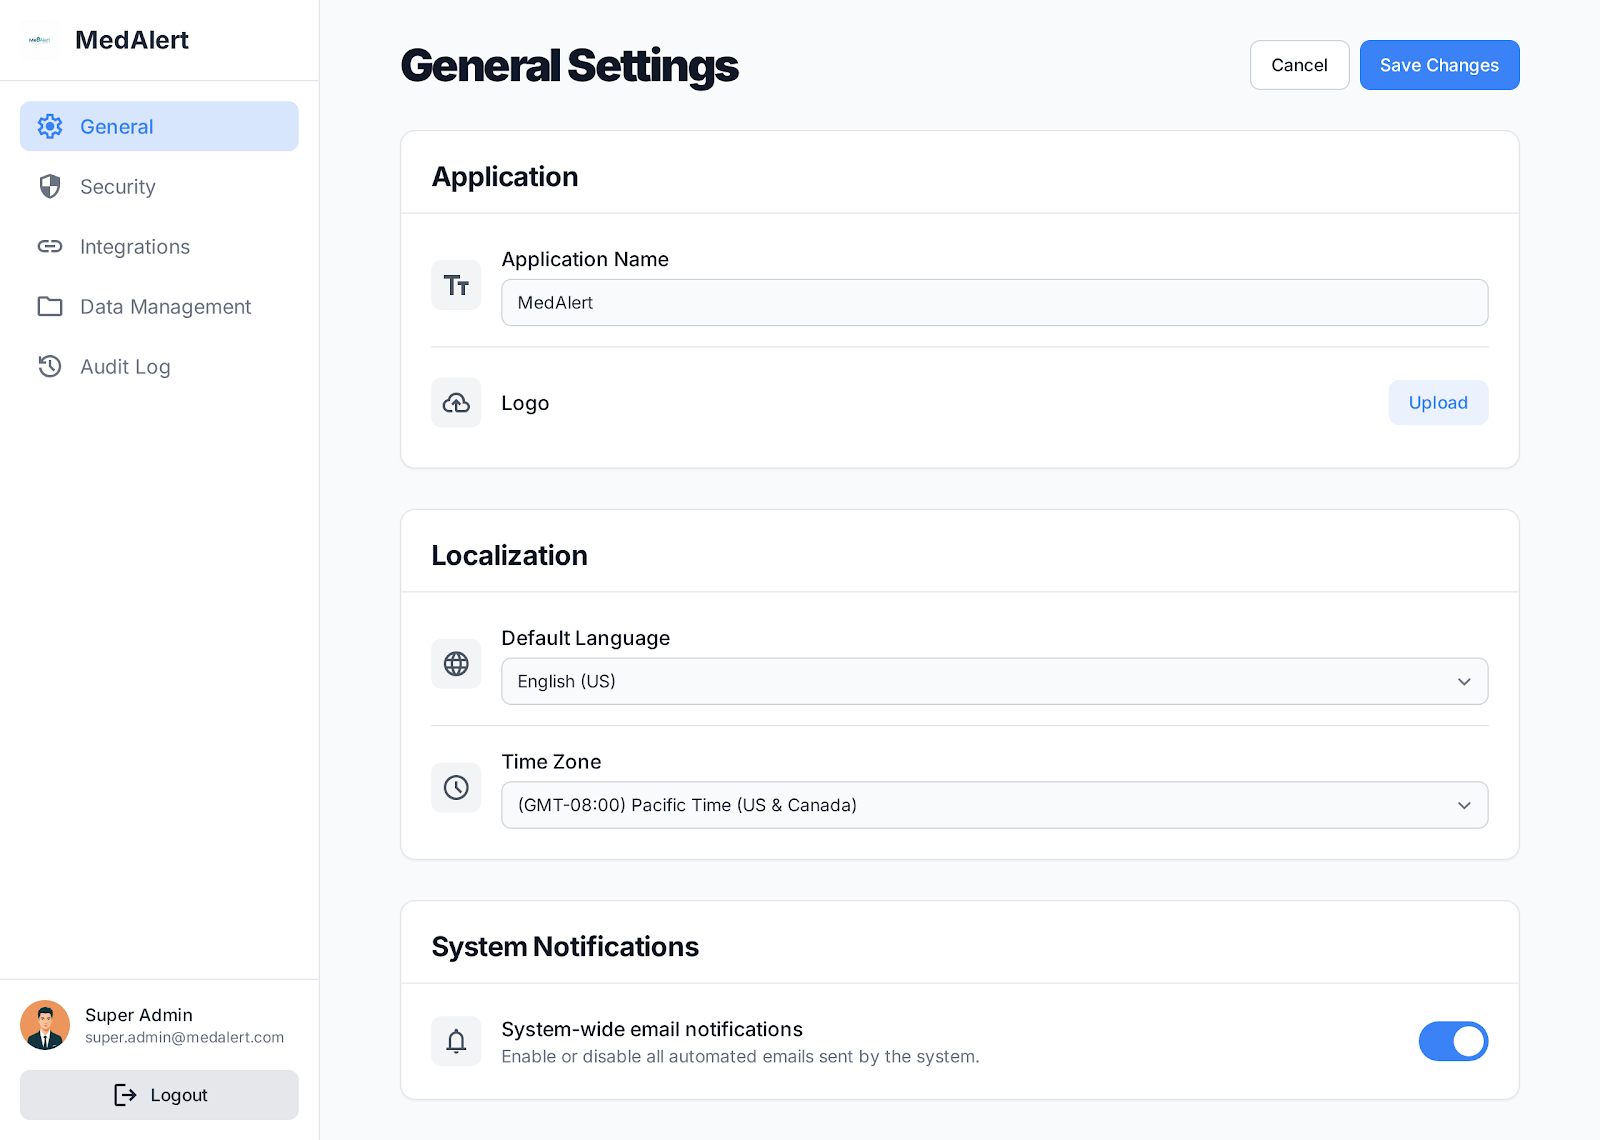 MedAlert
General
Security
Integrations
Data Management
Audit Log
Super Admin
super.admin@medalert.com
Logout
General Settings
Cancel
Save Changes
Application
Application Name
MedAlert
Logo
Upload
Localization
Default Language
English (US)
Time Zone
(GMT-08:00) Pacific Time (US & Canada)
System Notifications
System-wide email notifications
Enable or disable all automated emails sent by the system.